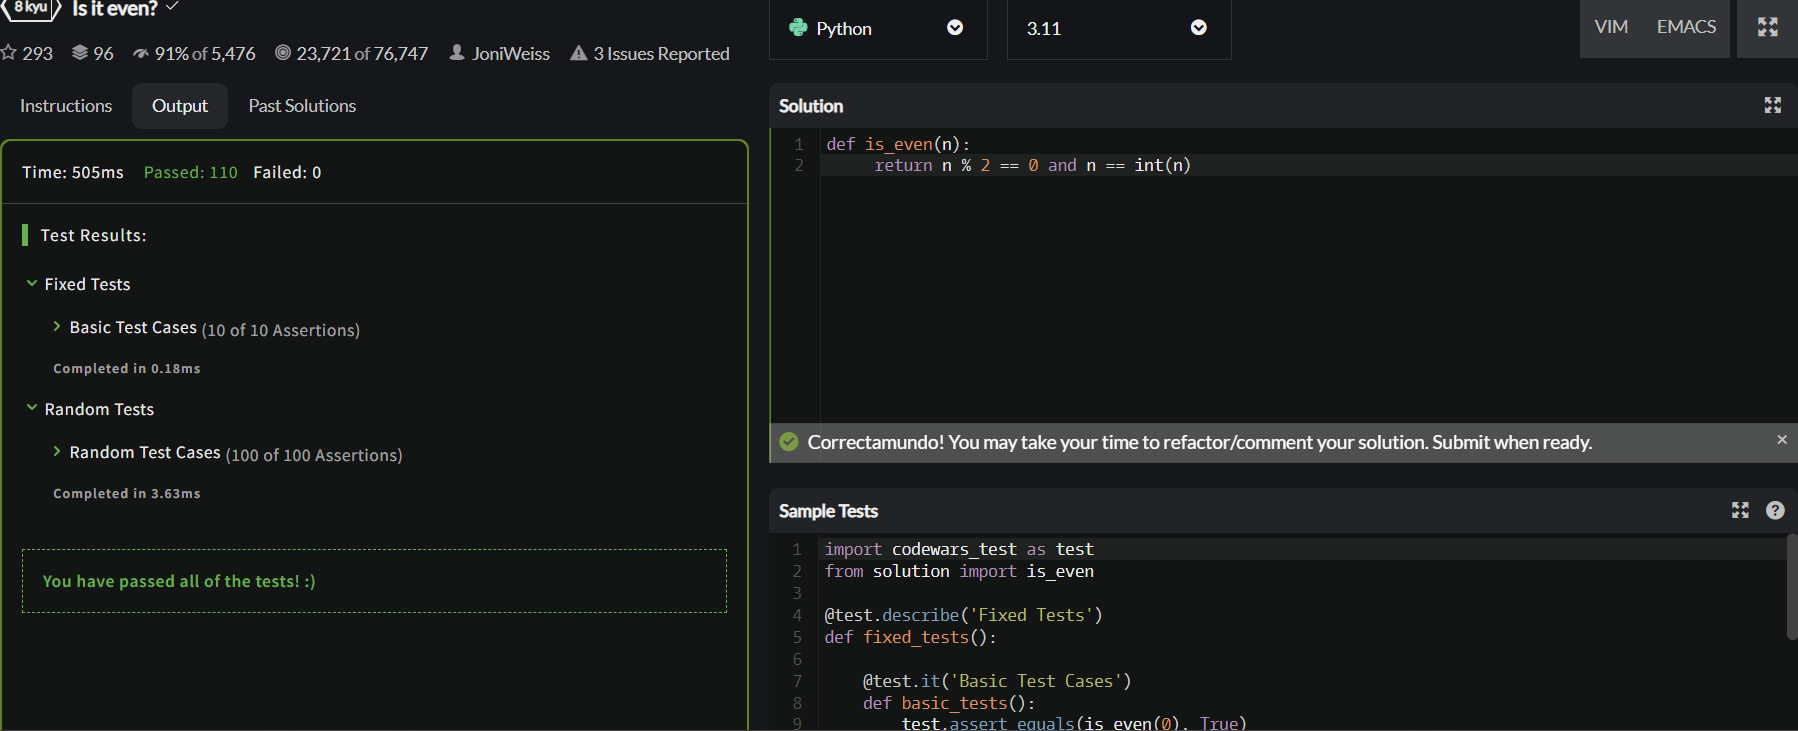 8 kyu Is it even?
293 96 91% of 5,476 23,721 of 76,747 JoniWeiss 3 Issues Reported
Instructions Output Past Solutions
Time: 505ms Passed: 110 Failed: 0
Test Results:
Fixed Tests
Basic Test Cases (10 of 10 Assertions)
Completed in 0.18ms
Random Tests
Random Test Cases (100 of 100 Assertions)
Completed in 3.63ms
You have passed all of the tests! :)
Python 3.11 VIM EMACS
Solution
1 def is_even(n):
2 return n % 2 == 0 and n == int(n)
Correctamundo! You may take your time to refactor/comment your solution. Submit when ready. ×
Sample Tests ?
1 import codewars_test as test
2 from solution import is_even
3
4 @test.describe('Fixed Tests')
5 def fixed_tests():
6
7 @test.it('Basic Test Cases')
8 def basic_tests():
9 test.assert_equals(is_even(0), True)